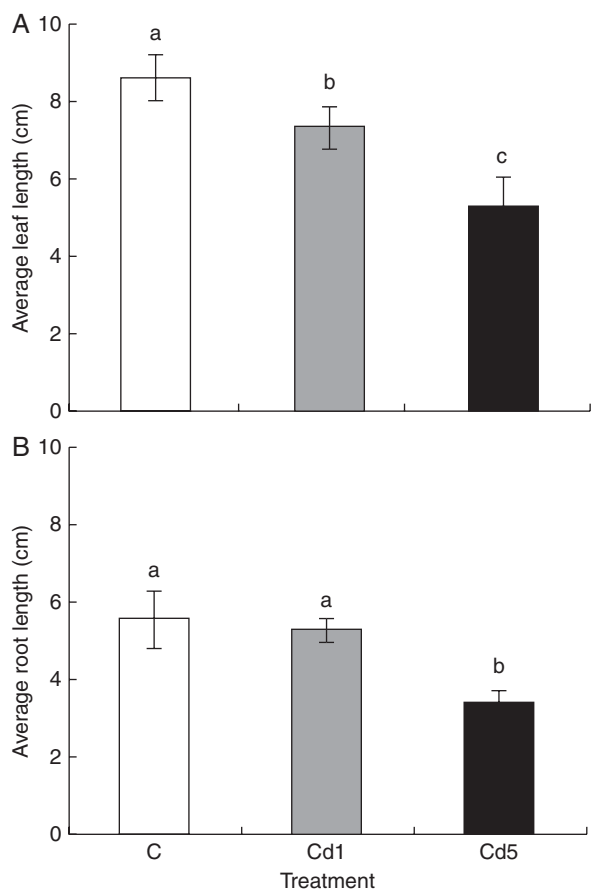 A
Average leaf length (cm)
10
8
6
4
2
0
a
b
c
B
Average root length (cm)
10
8
6
4
2
0
a
a
b
C Cd1 Cd5
Treatment